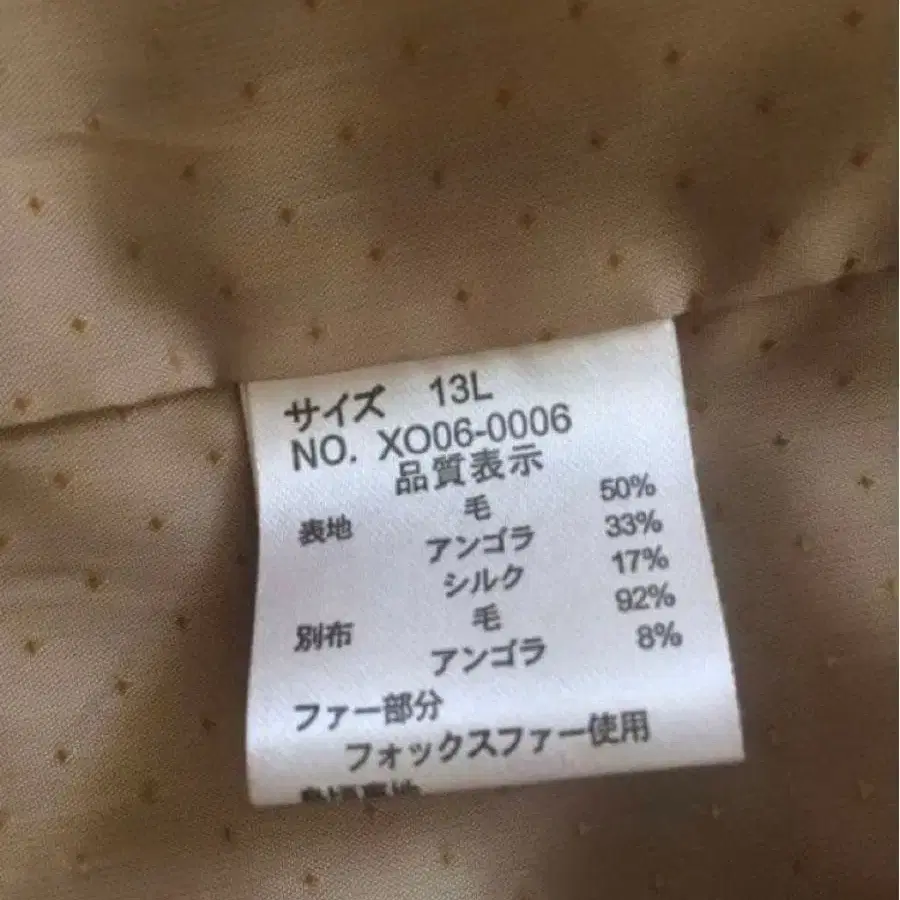 サイズ 13L
NO. XO06-0006
品質表示
表地 毛 50%
アンゴラ 33%
シルク 17%
別布 毛 92%
アンゴラ 8%
ファー部分
フォックスファー使用